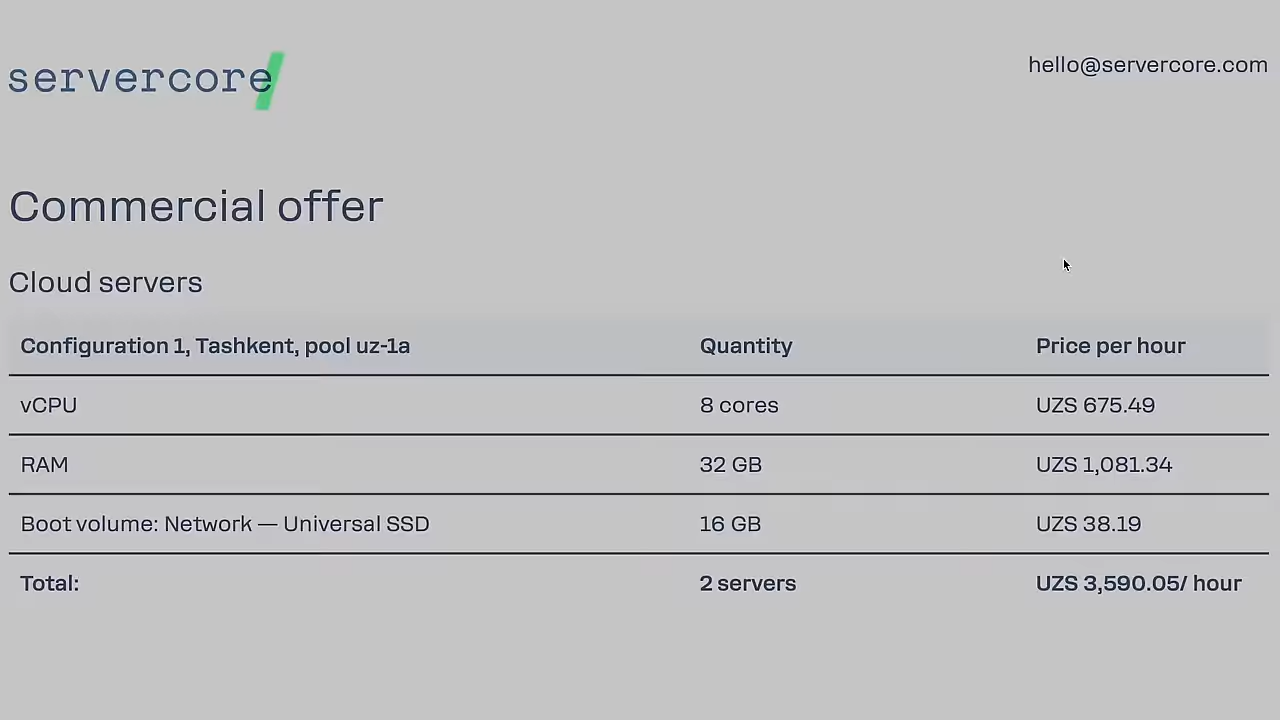 servercore
hello@servercore.com
Commercial offer
Cloud servers
Configuration 1, Tashkent, pool uz-1a Quantity Price per hour
vCPU 8 cores UZS 675.49
RAM 32 GB UZS 1,081.34
Boot volume: Network — Universal SSD 16 GB UZS 38.19
Total: 2 servers UZS 3,590.05/ hour